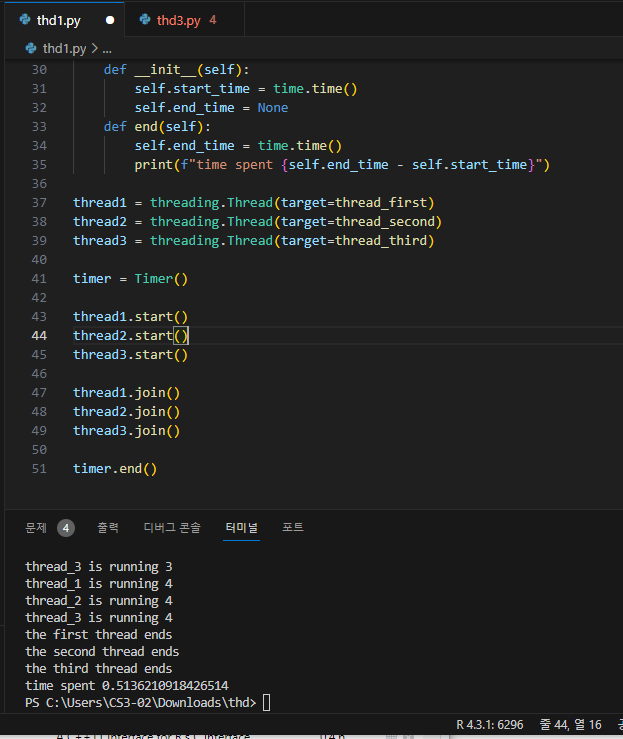 thd1.py thd3.py 4
thd1.py > ...
30 def __init__(self):
31 self.start_time = time.time()
32 self.end_time = None
33 def end(self):
34 self.end_time = time.time()
35 print(f"time spent {self.end_time - self.start_time}")
36
37 thread1 = threading.Thread(target=thread_first)
38 thread2 = threading.Thread(target=thread_second)
39 thread3 = threading.Thread(target=thread_third)
40
41 timer = Timer()
42
43 thread1.start()
44 thread2.start()
45 thread3.start()
46
47 thread1.join()
48 thread2.join()
49 thread3.join()
50
51 timer.end()
문제 4 출력 디버그 콘솔 터미널 포트
thread_3 is running 3
thread_1 is running 4
thread_2 is running 4
thread_3 is running 4
the first thread ends
the second thread ends
the third thread ends
time spent 0.5136210918426514
PS C:\Users\CS3-02\Downloads\thd>
R 4.3.1: 6296 줄 44, 열 16